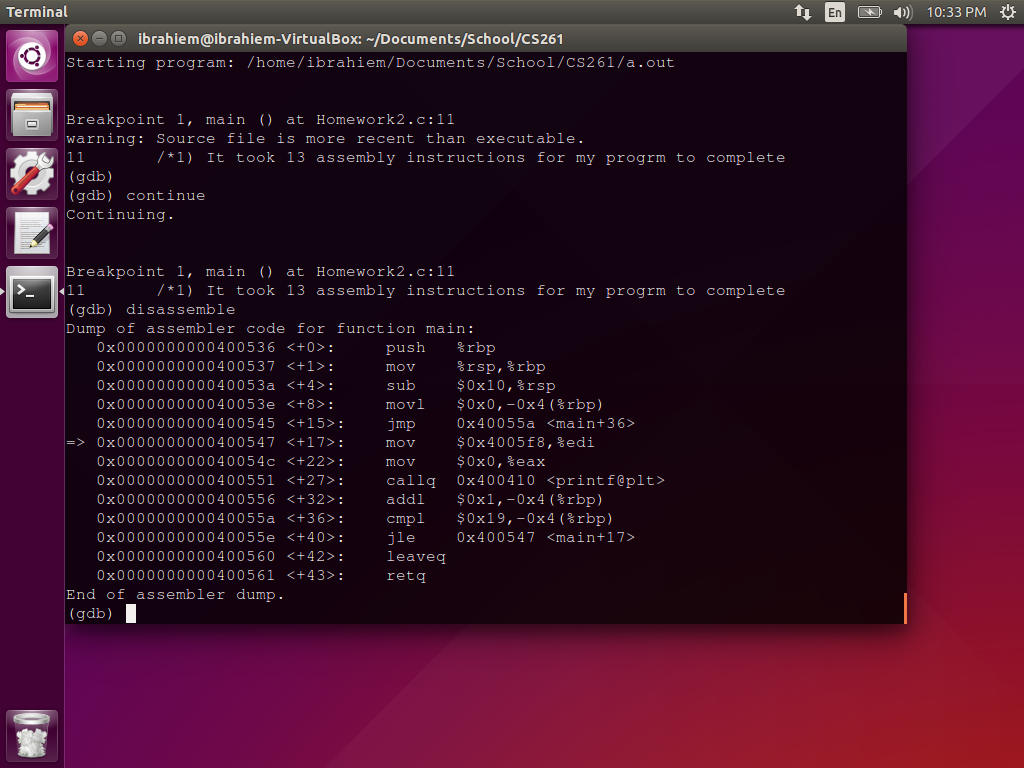 Terminal
En
10:33 PM
ibrahiem@ibrahiem-VirtualBox: ~/Documents/School/CS261
Starting program: /home/ibrahiem/Documents/School/CS261/a.out
Breakpoint 1, main () at Homework2.c:11
warning: Source file is more recent than executable.
11 /*1) It took 13 assembly instructions for my progrm to complete
(gdb)
(gdb) continue
Continuing.
Breakpoint 1, main () at Homework2.c:11
11 /*1) It took 13 assembly instructions for my progrm to complete
(gdb) disassemble
Dump of assembler code for function main:
0x0000000000400536 <+0>: push %rbp
0x0000000000400537 <+1>: mov %rsp,%rbp
0x000000000040053a <+4>: sub $0x10,%rsp
0x000000000040053e <+8>: movl $0x0,-0x4(%rbp)
0x0000000000400545 <+15>: jmp 0x40055a <main+36>
=> 0x0000000000400547 <+17>: mov $0x4005f8,%edi
0x000000000040054c <+22>: mov $0x0,%eax
0x0000000000400551 <+27>: callq 0x400410 <printf@plt>
0x0000000000400556 <+32>: addl $0x1,-0x4(%rbp)
0x000000000040055a <+36>: cmpl $0x19,-0x4(%rbp)
0x000000000040055e <+40>: jle 0x400547 <main+17>
0x0000000000400560 <+42>: leaveq
0x0000000000400561 <+43>: retq
End of assembler dump.
(gdb)